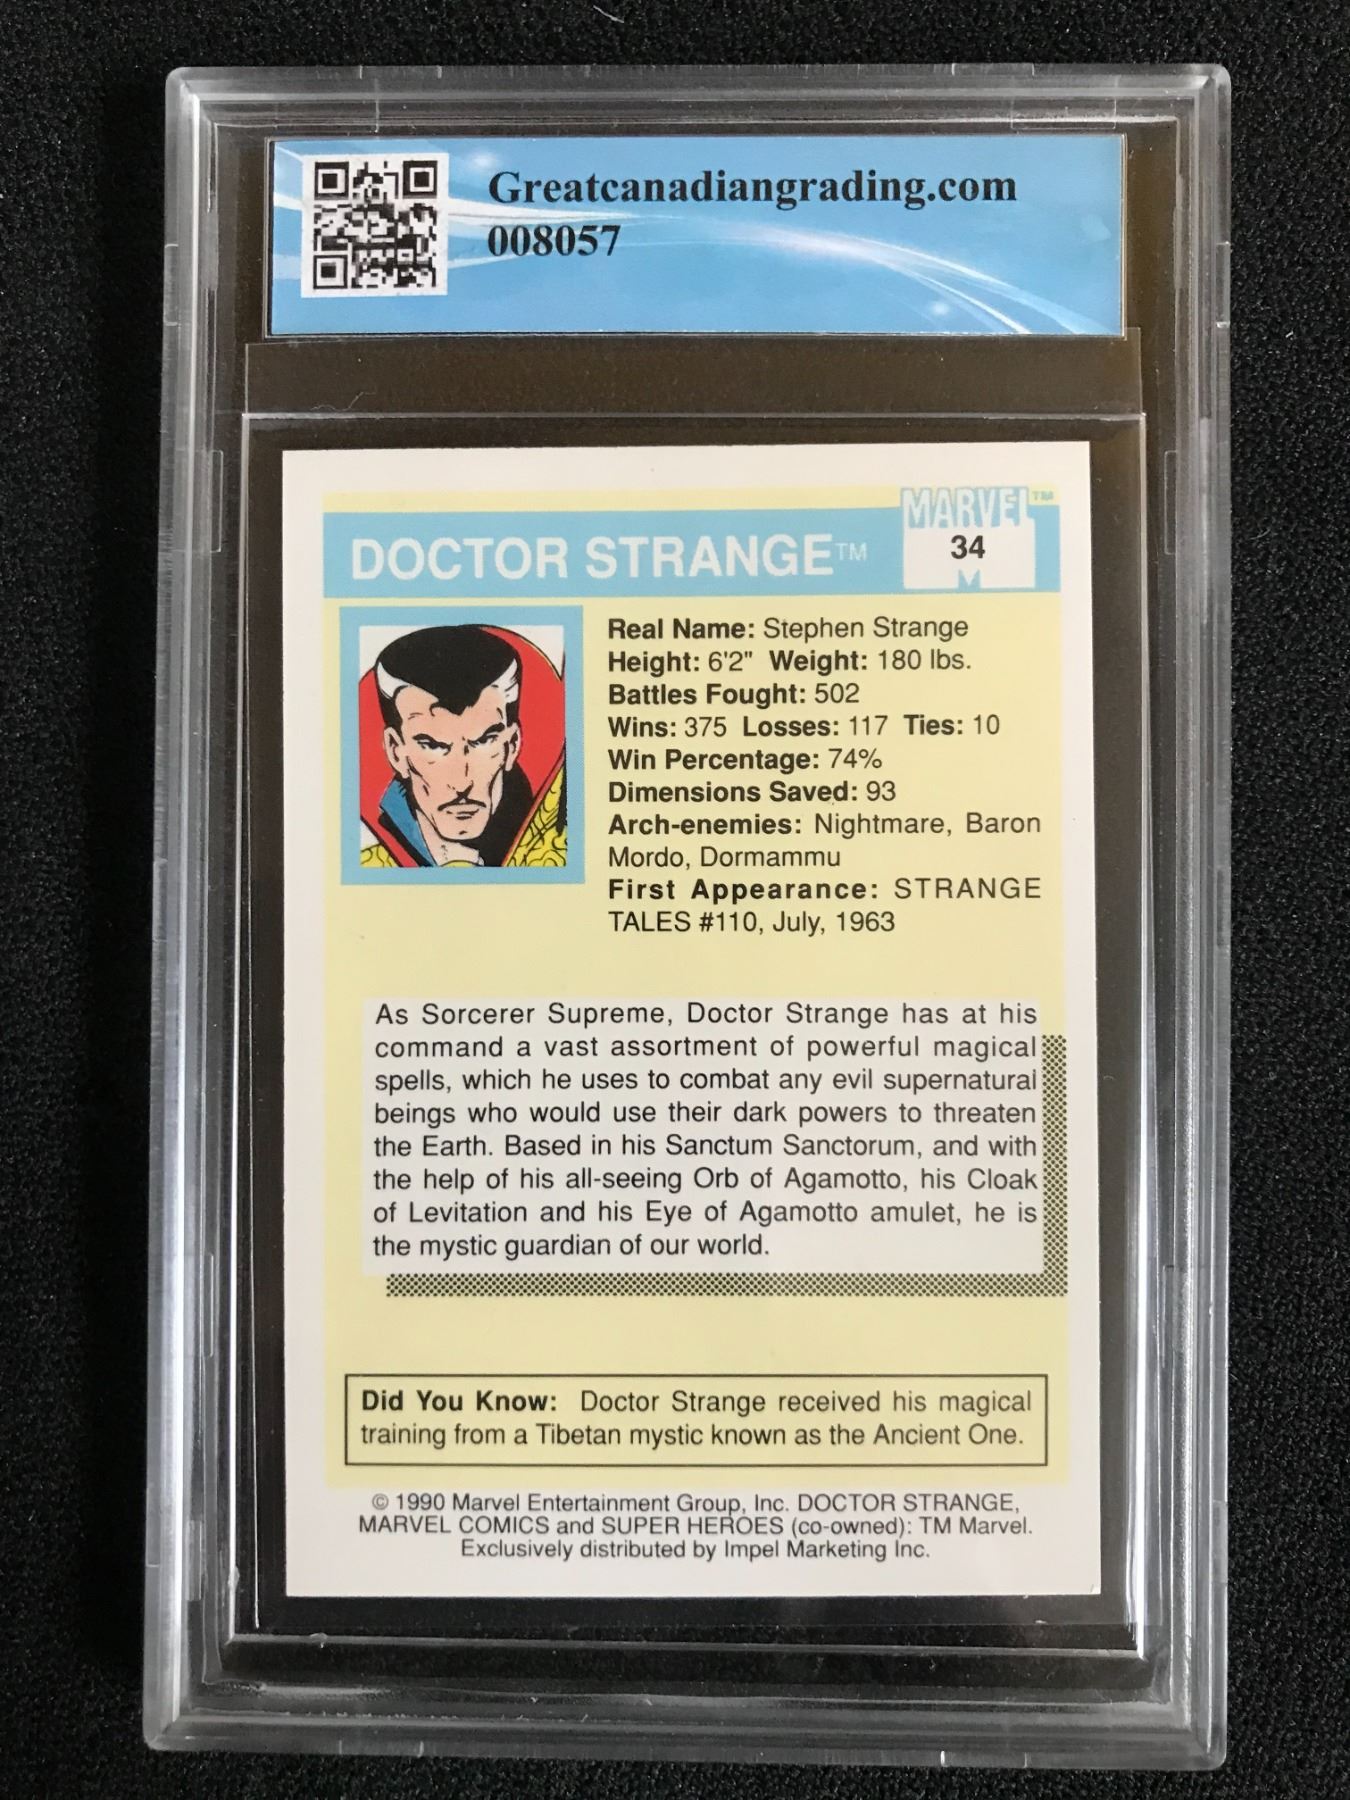 Greatcanadiangrading.com
008057
MARVEL™
DOCTOR STRANGE™
34
Real Name: Stephen Strange
Height: 6'2" Weight: 180 lbs.
Battles Fought: 502
Wins: 375 Losses: 117 Ties: 10
Win Percentage: 74%
Dimensions Saved: 93
Arch-enemies: Nightmare, Baron
Mordo, Dormammu
First Appearance: STRANGE
TALES #110, July, 1963
As Sorcerer Supreme, Doctor Strange has at his
command a vast assortment of powerful magical
spells, which he uses to combat any evil supernatural
beings who would use their dark powers to threaten
the Earth. Based in his Sanctum Sanctorum, and with
the help of his all-seeing Orb of Agamotto, his Cloak
of Levitation and his Eye of Agamotto amulet, he is
the mystic guardian of our world.
Did You Know: Doctor Strange received his magical
training from a Tibetan mystic known as the Ancient One.
© 1990 Marvel Entertainment Group, Inc. DOCTOR STRANGE,
MARVEL COMICS and SUPER HEROES (co-owned): TM Marvel.
Exclusively distributed by Impel Marketing Inc.